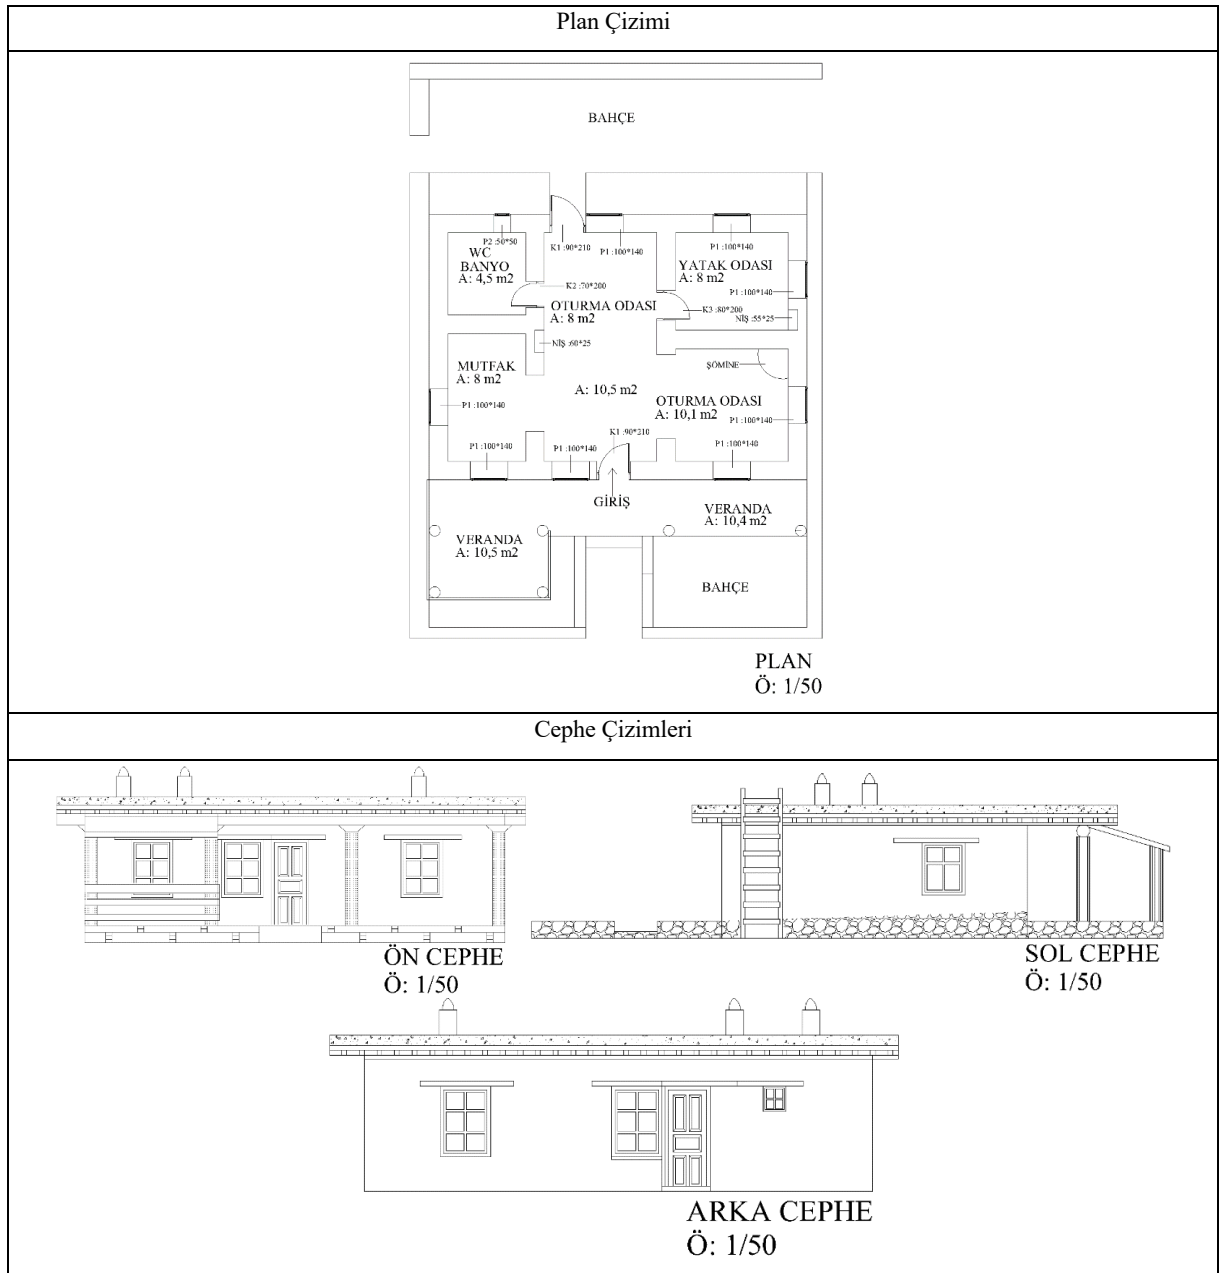 Plan Çizimi
BAHÇE
P2 :50*50
WC
BANYO
A: 4,5 m2
K1 :90*210
P1 :100*140
P1 :100*140
YATAK ODASI
A: 8 m2
P1 :100*140
K2 :70*200
OTURMA ODASI
A: 8 m2
K3 :80*200
NİŞ :55*25
NİŞ :60*25
MUTFAK
A: 8 m2
ŞÖMİNE
A: 10,5 m2
OTURMA ODASI
A: 10,1 m2
P1 :100*140
P1 :100*140
K1 :90*210
P1 :100*140
P1 :100*140
P1 :100*140
GİRİŞ
VERANDA
A: 10,4 m2
VERANDA
A: 10,5 m2
BAHÇE
PLAN
Ö: 1/50
Cephe Çizimleri
ÖN CEPHE
Ö: 1/50
SOL CEPHE
Ö: 1/50
ARKA CEPHE
Ö: 1/50